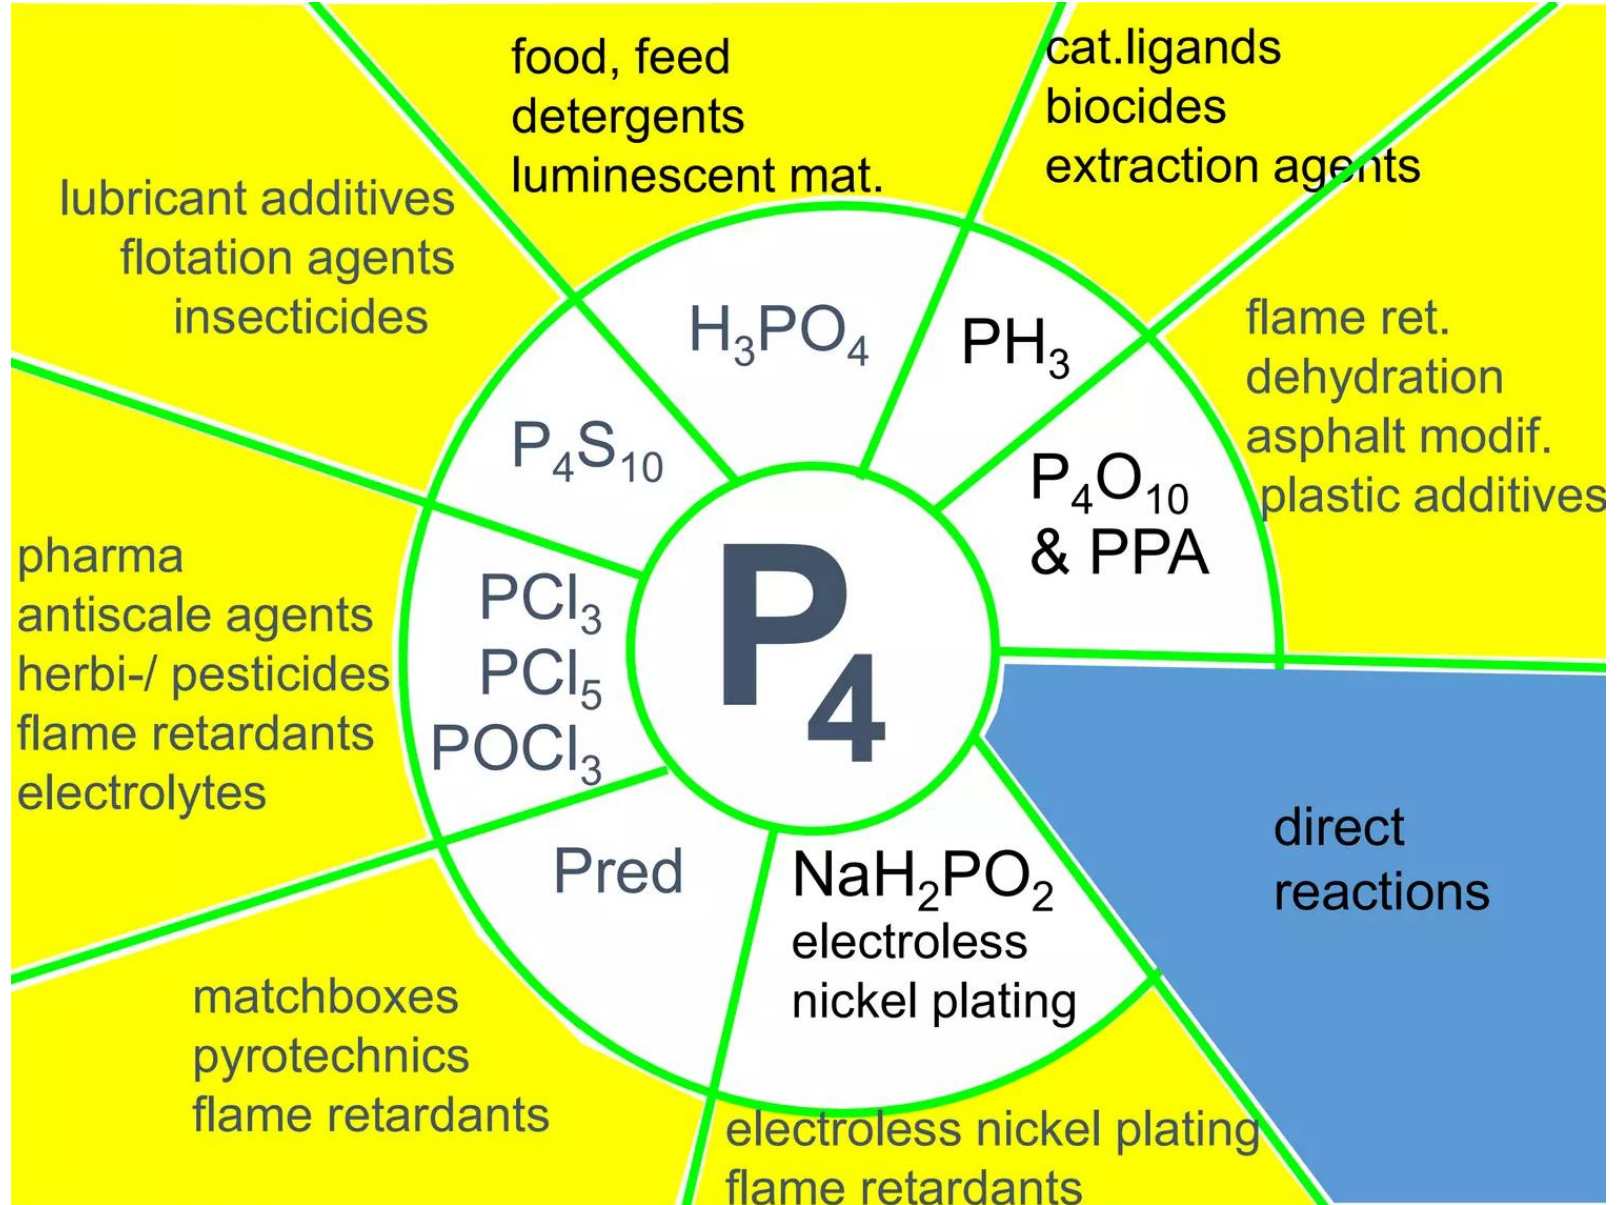 food, feed
detergents
luminescent mat.
cat.ligands
biocides
extraction agents
lubricant additives
flotation agents
insecticides
flame ret.
dehydration
asphalt modif.
plastic additives
H₃PO₄
PH₃
P₄S₁₀
P₄O₁₀
& PPA
pharma
antiscale agents
herbi-/ pesticides
flame retardants
electrolytes
PCl₃
PCl₅
POCl₃
P₄
direct
reactions
Pred
NaH₂PO₂
electroless
nickel plating
matchboxes
pyrotechnics
flame retardants
electroless nickel plating
flame retardants